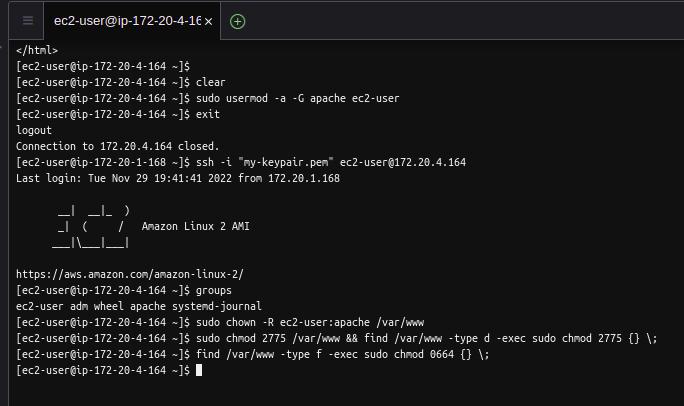 ec2-user@ip-172-20-4-16
</html>
[ec2-user@ip-172-20-4-164 ~]$
[ec2-user@ip-172-20-4-164 ~]$ clear
[ec2-user@ip-172-20-4-164 ~]$ sudo usermod -a -G apache ec2-user
[ec2-user@ip-172-20-4-164 ~]$ exit
logout
Connection to 172.20.4.164 closed.
[ec2-user@ip-172-20-1-168 ~]$ ssh -i "my-keypair.pem" ec2-user@172.20.4.164
Last login: Tue Nov 29 19:41:41 2022 from 172.20.1.168

       __|  __|_  )
       _|  (     /   Amazon Linux 2 AMI
      ___|\___|___|

https://aws.amazon.com/amazon-linux-2/
[ec2-user@ip-172-20-4-164 ~]$ groups
ec2-user adm wheel apache systemd-journal
[ec2-user@ip-172-20-4-164 ~]$ sudo chown -R ec2-user:apache /var/www
[ec2-user@ip-172-20-4-164 ~]$ sudo chmod 2775 /var/www && find /var/www -type d -exec sudo chmod 2775 {} \;
[ec2-user@ip-172-20-4-164 ~]$ find /var/www -type f -exec sudo chmod 0664 {} \;
[ec2-user@ip-172-20-4-164 ~]$